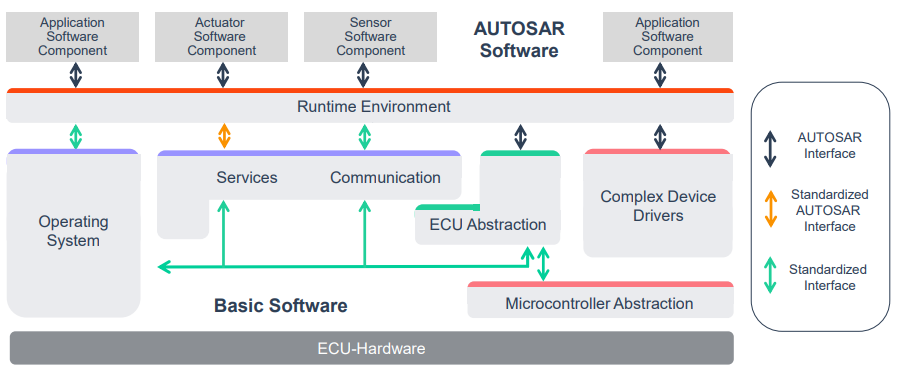 Application
Software
Component
Actuator
Software
Component
Sensor
Software
Component
AUTOSAR
Software
Application
Software
Component
Runtime Environment
AUTOSAR
Interface
Standardized
AUTOSAR
Interface
Standardized
Interface
Operating
System
Services
Communication
ECU Abstraction
Complex Device
Drivers
Basic Software
Microcontroller Abstraction
ECU-Hardware